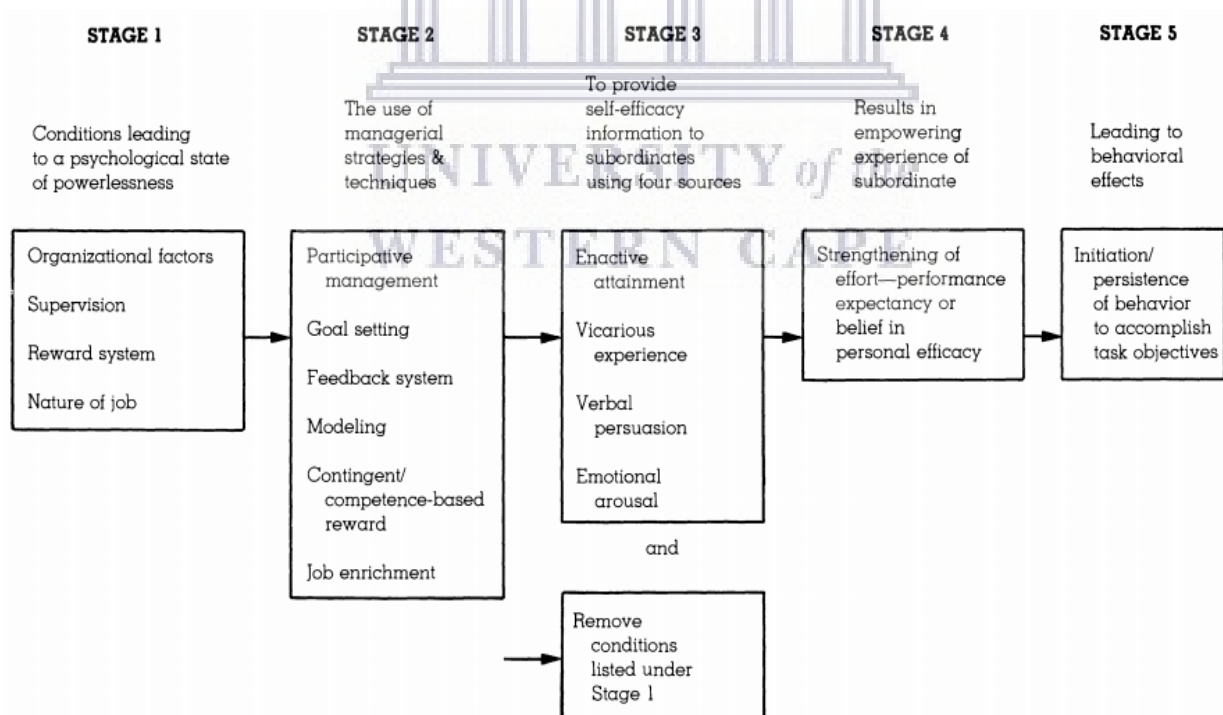 STAGE 1
Conditions leading
to a psychological state
of powerlessness
Organizational factors
Supervision
Reward system
Nature of job
STAGE 2
The use of
managerial
strategies &
techniques
Participative
management
Goal setting
Feedback system
Modeling
Contingent/
competence-based
reward
Job enrichment
STAGE 3
To provide
self-efficacy
information to
subordinates
using four sources
Enactive
attainment
Vicarious
experience
Verbal
persuasion
Emotional
arousal
and
Remove
conditions
listed under
Stage 1
STAGE 4
Results in
empowering
experience of
subordinate
Strengthening of
effort—performance
expectancy or
belief in
personal efficacy
STAGE 5
Leading to
behavioral
effects
Initiation/
persistence
of behavior
to accomplish
task objectives
UNIVERSITY of the
WESTERN CAPE